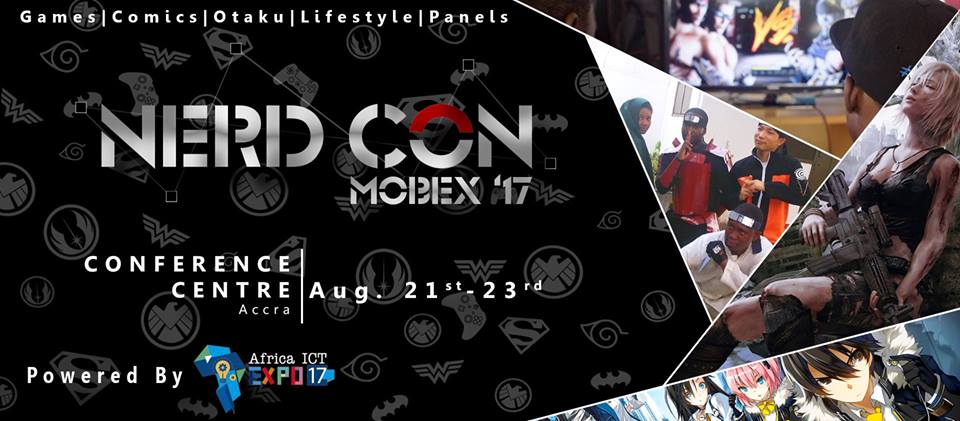 Games|Comics|Otaku|Lifestyle|Panels
VS
NERD CON
MOBEX '17
CONFERENCE
CENTRE
Accra
Aug. 21st-23rd
Powered By
Africa ICT
EXPO 17